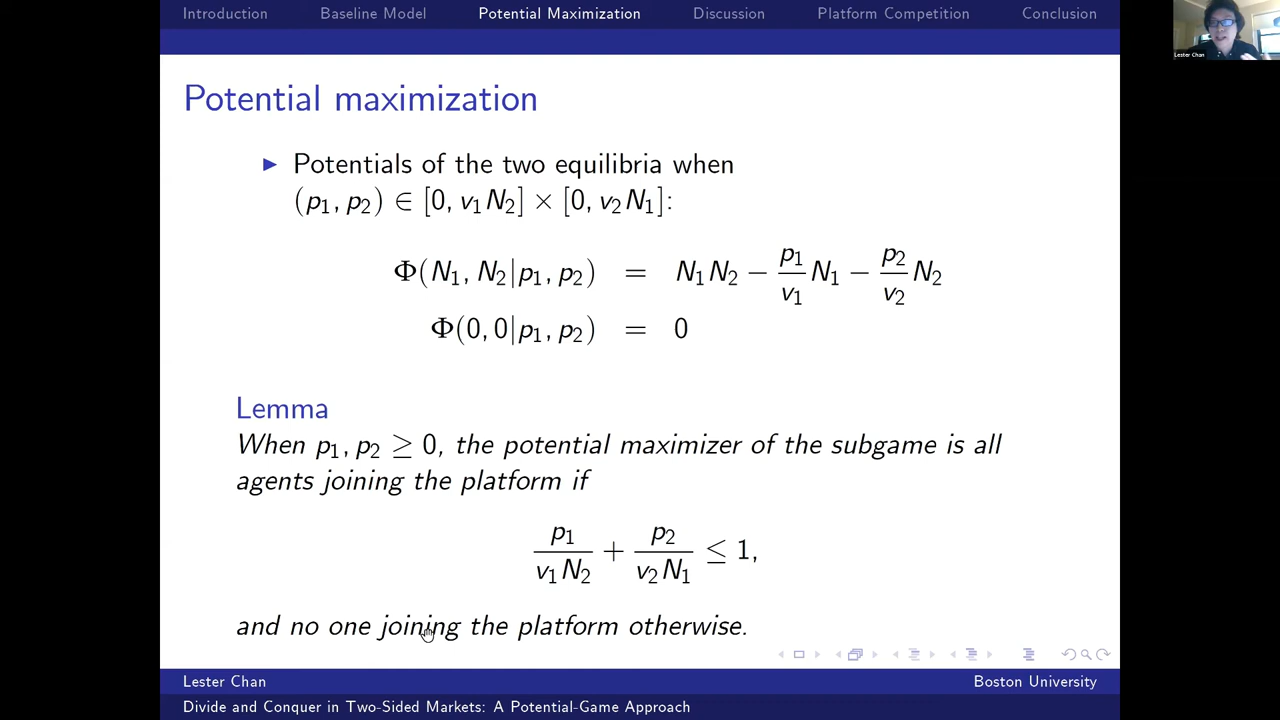 Introduction Baseline Model Potential Maximization Discussion Platform Competition Conclusion
Lester Chan
Potential maximization
Potentials of the two equilibria when
(p₁, p₂) ∈ [0, v₁N₂] × [0, v₂N₁]:
Φ(N₁, N₂|p₁, p₂) = N₁N₂ − p₁/v₁ N₁ − p₂/v₂ N₂
Φ(0, 0|p₁, p₂) = 0
Lemma
When p₁, p₂ ≥ 0, the potential maximizer of the subgame is all
agents joining the platform if
p₁/v₁N₂ + p₂/v₂N₁ ≤ 1,
and no one joining the platform otherwise.
Lester Chan Boston University
Divide and Conquer in Two-Sided Markets: A Potential-Game Approach